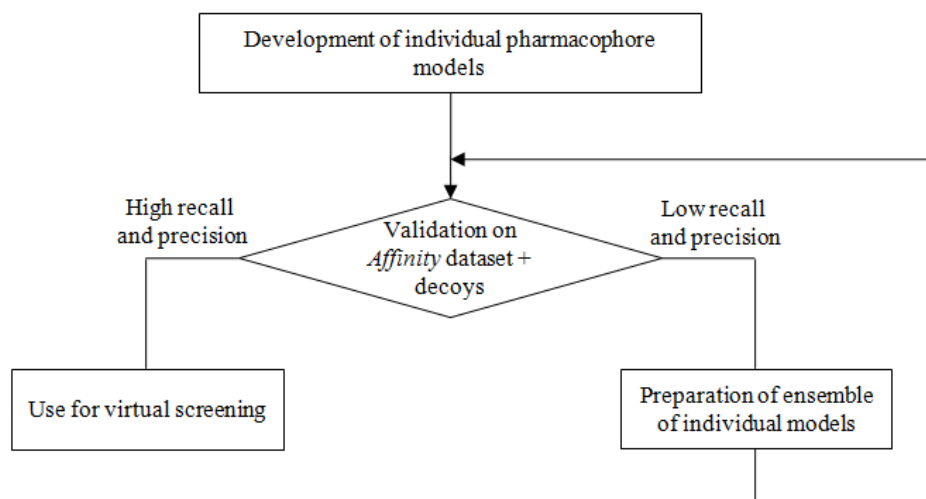 Development of individual pharmacophore
models
High recall
and precision
Low recall
and precision
Validation on
Affinity dataset +
decoys
Use for virtual screening
Preparation of ensemble
of individual models